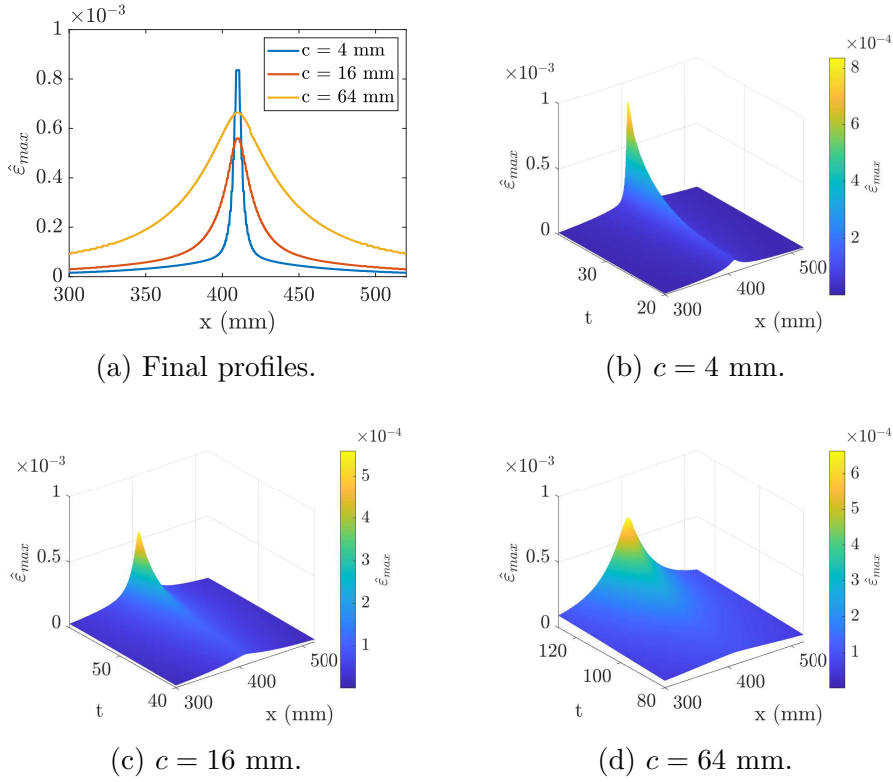 ×10⁻³
1
0.8
0.6
0.4
0.2
0
ε̂max
300
350
400
450
500
x (mm)
c = 4 mm
c = 16 mm
c = 64 mm
(a) Final profiles.
×10⁻³
1
0.5
0
ε̂max
30
20
t
300
400
500
x (mm)
×10⁻⁴
8
6
4
2
ε̂max
(b) c = 4 mm.
×10⁻³
1
0.5
0
ε̂max
50
40
t
300
400
500
x (mm)
×10⁻⁴
5
4
3
2
1
ε̂max
(c) c = 16 mm.
×10⁻³
1
0.5
0
ε̂max
120
100
80
t
300
400
500
x (mm)
×10⁻⁴
6
5
4
3
2
1
ε̂max
(d) c = 64 mm.